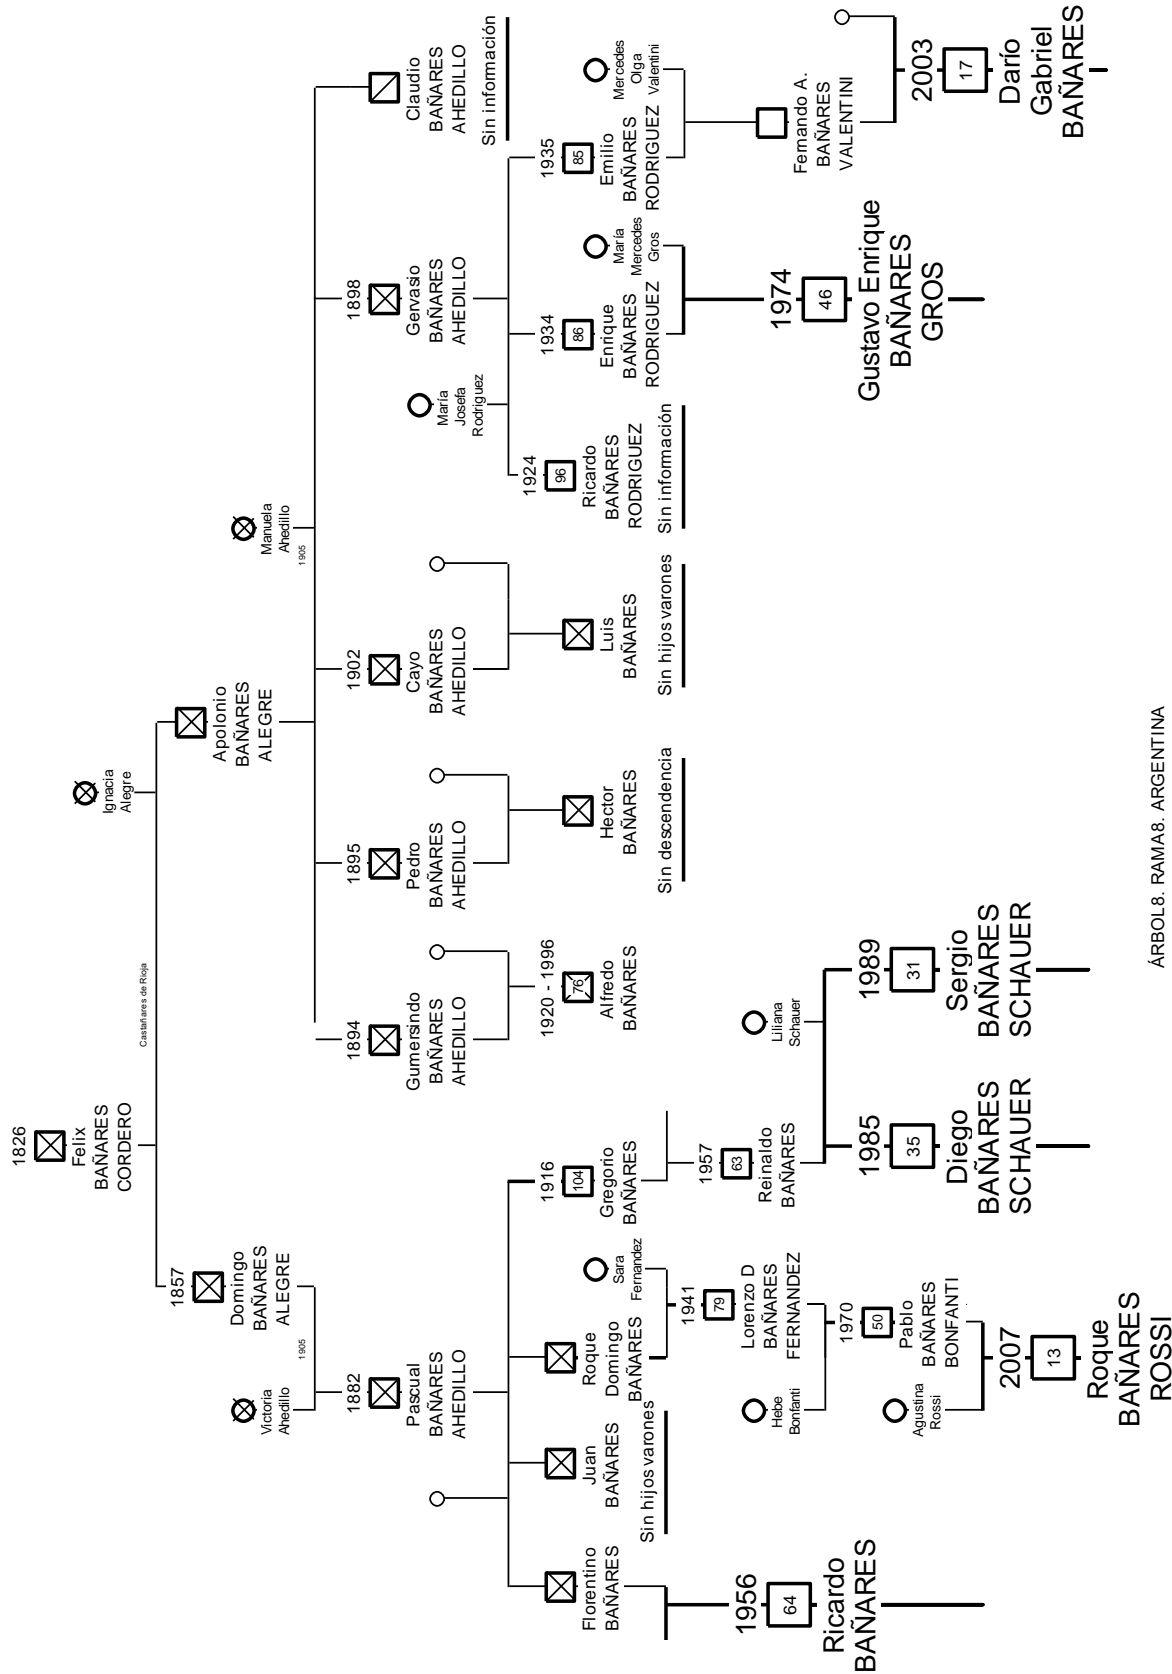 1826
Felix
BAÑARES
CORDERO
Ignacia
Alegre
Castañares de Rioja
1857
Domingo
BAÑARES
ALEGRE
Apolonio
BAÑARES
ALEGRE
Victoria
Ahedillo
1905
Manuela
Ahedillo
1905
1882
Pascual
BAÑARES
AHEDILLO
1894
Gumersindo
BAÑARES
AHEDILLO
1895
Pedro
BAÑARES
AHEDILLO
1902
Cayo
BAÑARES
AHEDILLO
1898
Gervasio
BAÑARES
AHEDILLO
Claudio
BAÑARES
AHEDILLO
Sin información
María
Josefa
Rodriguez
Florentino
BAÑARES
Juan
BAÑARES
Sin hijos varones
Roque
Domingo
BAÑARES
Sara
Fernandez
1916
104
Gregorio
BAÑARES
1920 - 1996
76
Alfredo
BAÑARES
Hector
BAÑARES
Sin descendencia
Luis
BAÑARES
Sin hijos varones
1924
96
Ricardo
BAÑARES
RODRIGUEZ
Sin información
1934
86
Enrique
BAÑARES
RODRIGUEZ
María
Mercedes
Gros
1935
85
Emilio
BAÑARES
RODRIGUEZ
Mercedes
Olga
Valentini
1956
64
Ricardo
BAÑARES
Hebe
Bonfanti
1941
79
Lorenzo D
BAÑARES
FERNANDEZ
1957
63
Reinaldo
BAÑARES
Liliana
Schauer
1974
46
Gustavo Enrique
BAÑARES
GROS
Fernando A.
BAÑARES
VALENTINI
Agustina
Rossi
1970
50
Pablo
BAÑARES
BONFANTI
1985
35
Diego
BAÑARES
SCHAUER
1989
31
Sergio
BAÑARES
SCHAUER
2003
17
Darío
Gabriel
BAÑARES
2007
13
Roque
BAÑARES
ROSSI
ÁRBOL8. RAMA8. ARGENTINA